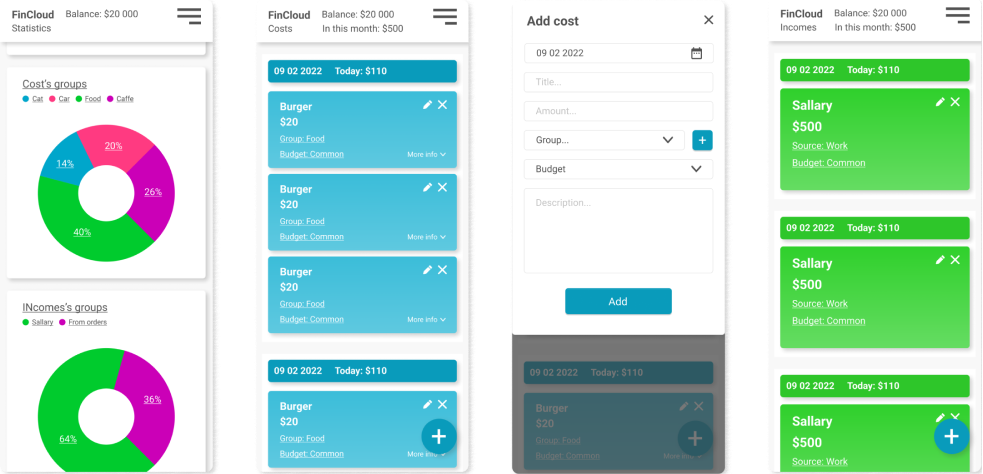 FinCloud Balance: $20 000
Statistics
Cost's groups
Cat Car Food Caffe
20%
14%
26%
40%
INcomes's groups
Sallary From orders
36%
64%
FinCloud Balance: $20 000
Costs In this month: $500
09 02 2022 Today: $110
Burger
$20
Group: Food
Budget: Common More info
Burger
$20
Group: Food
Budget: Common More info
Burger
$20
Group: Food
Budget: Common More info
09 02 2022 Today: $110
Burger
$20
Group: Food
Budget: Common More info
Add cost
09 02 2022
Title...
Amount...
Group...
Budget
Description...
Add
09 02 2022 Today: $110
Burger
$20
Group: Food
Budget: Common More info
FinCloud Balance: $20 000
Incomes In this month: $500
09 02 2022 Today: $110
Sallary
$500
Source: Work
Budget: Common
09 02 2022 Today: $110
Sallary
$500
Source: Work
Budget: Common
09 02 2022 Today: $110
Sallary
$500
Source: Work